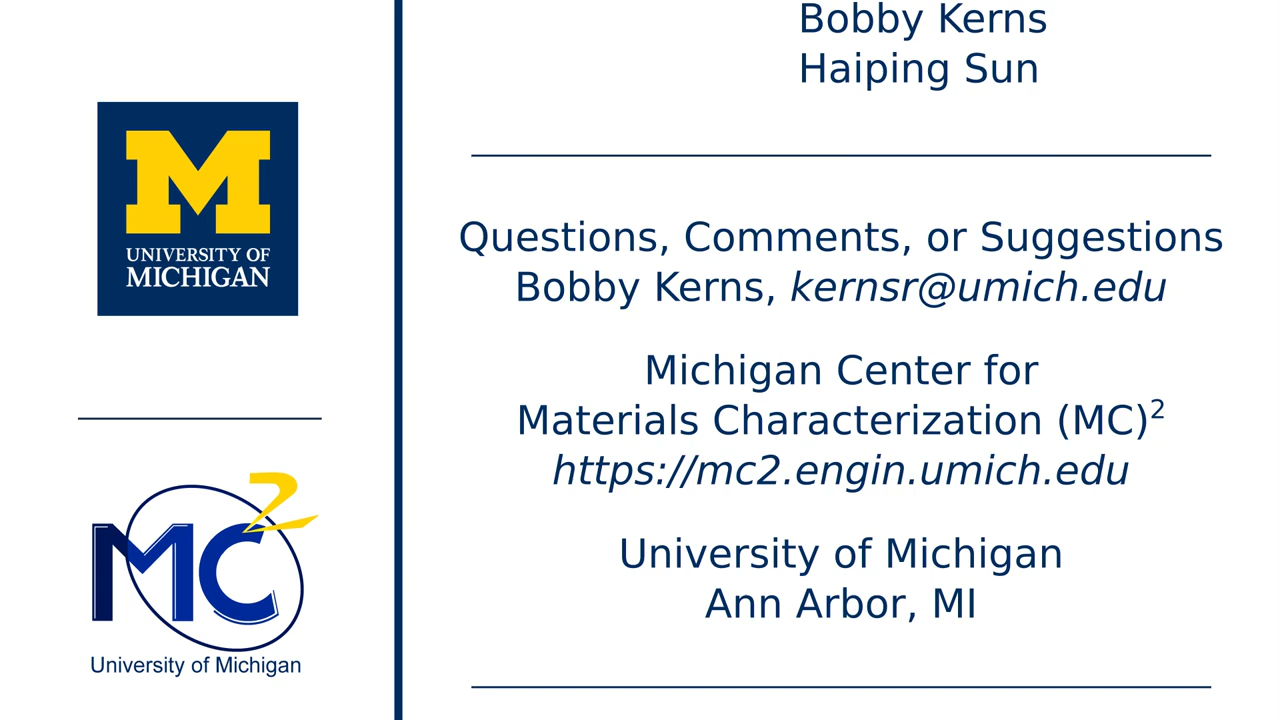 Bobby Kerns
Haiping Sun
M
UNIVERSITY OF
MICHIGAN
Questions, Comments, or Suggestions
Bobby Kerns, kernsr@umich.edu
Michigan Center for
Materials Characterization (MC)²
https://mc2.engin.umich.edu
University of Michigan
Ann Arbor, MI
MC2
University of Michigan